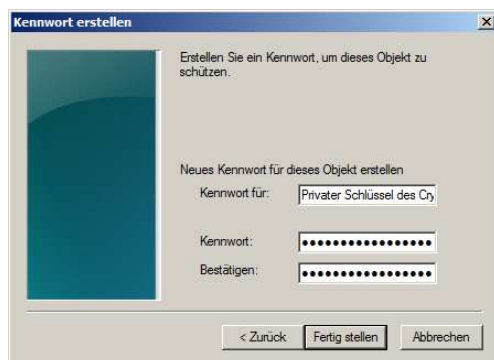 Kennwort erstellen
Erstellen Sie ein Kennwort, um dieses Objekt zu
schützen.
Neues Kennwort für dieses Objekt erstellen
Kennwort für: Privater Schlüssel des Cry
Kennwort: ●●●●●●●●●●●●●●●●●
Bestätigen: ●●●●●●●●●●●●●●●●●
< Zurück Fertig stellen Abbrechen